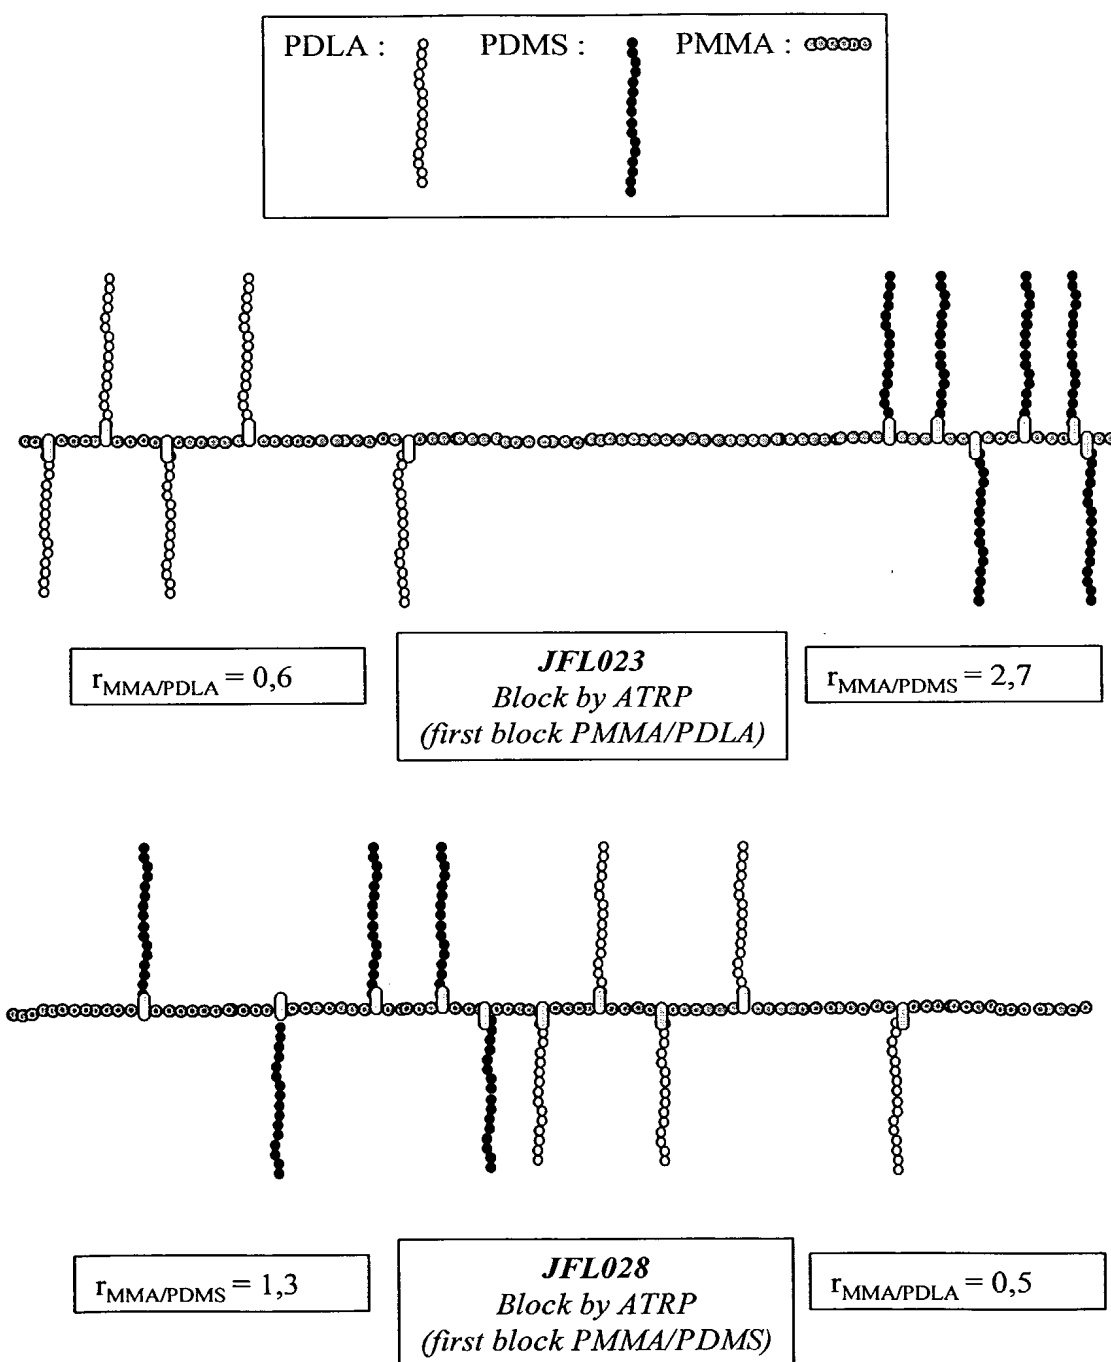 PDLA : PDMS : PMMA :
r_MMA/PDLA = 0,6
JFL023
Block by ATRP
(first block PMMA/PDLA)
r_MMA/PDMS = 2,7
r_MMA/PDMS = 1,3
JFL028
Block by ATRP
(first block PMMA/PDMS)
r_MMA/PDLA = 0,5